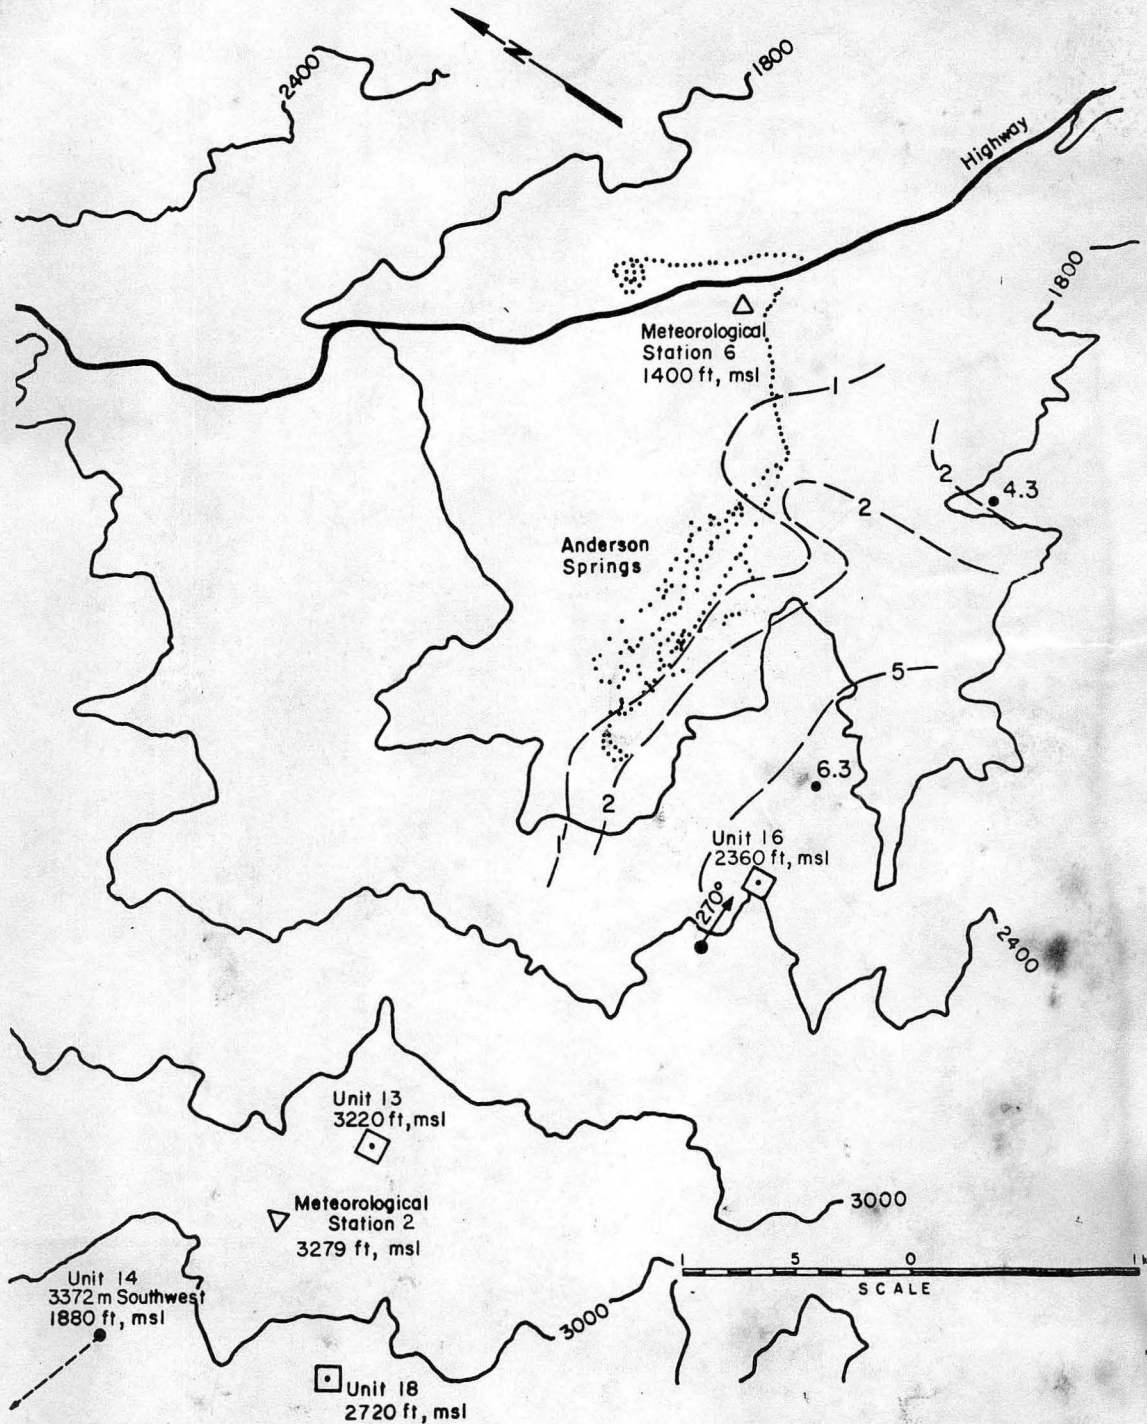 N
2400
1800
Highway
1800
Meteorological
Station 6
1400 ft, msl
1
2
4.3
2
Anderson
Springs
5
6.3
2
1
Unit 16
2360 ft, msl
270°
2400
Unit 13
3220 ft, msl
Meteorological
Station 2
3279 ft, msl
3000
Unit 14
3372 m Southwest
1880 ft, msl
1 5 0 1
SCALE
3000
Unit 18
2720 ft, msl